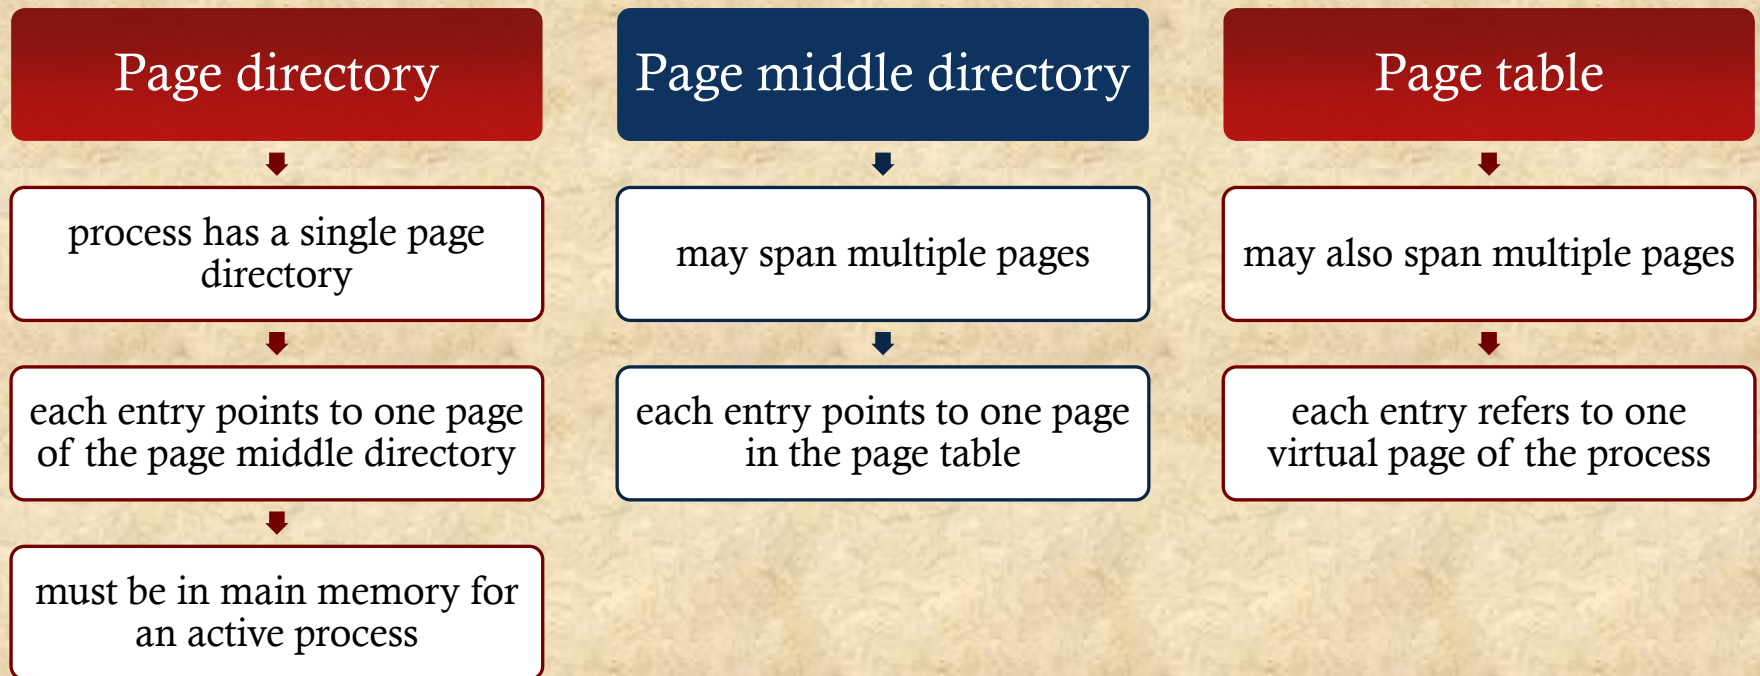 Page directory
process has a single page
directory
each entry points to one page
of the page middle directory
must be in main memory for
an active process
Page middle directory
may span multiple pages
each entry points to one page
in the page table
Page table
may also span multiple pages
each entry refers to one
virtual page of the process